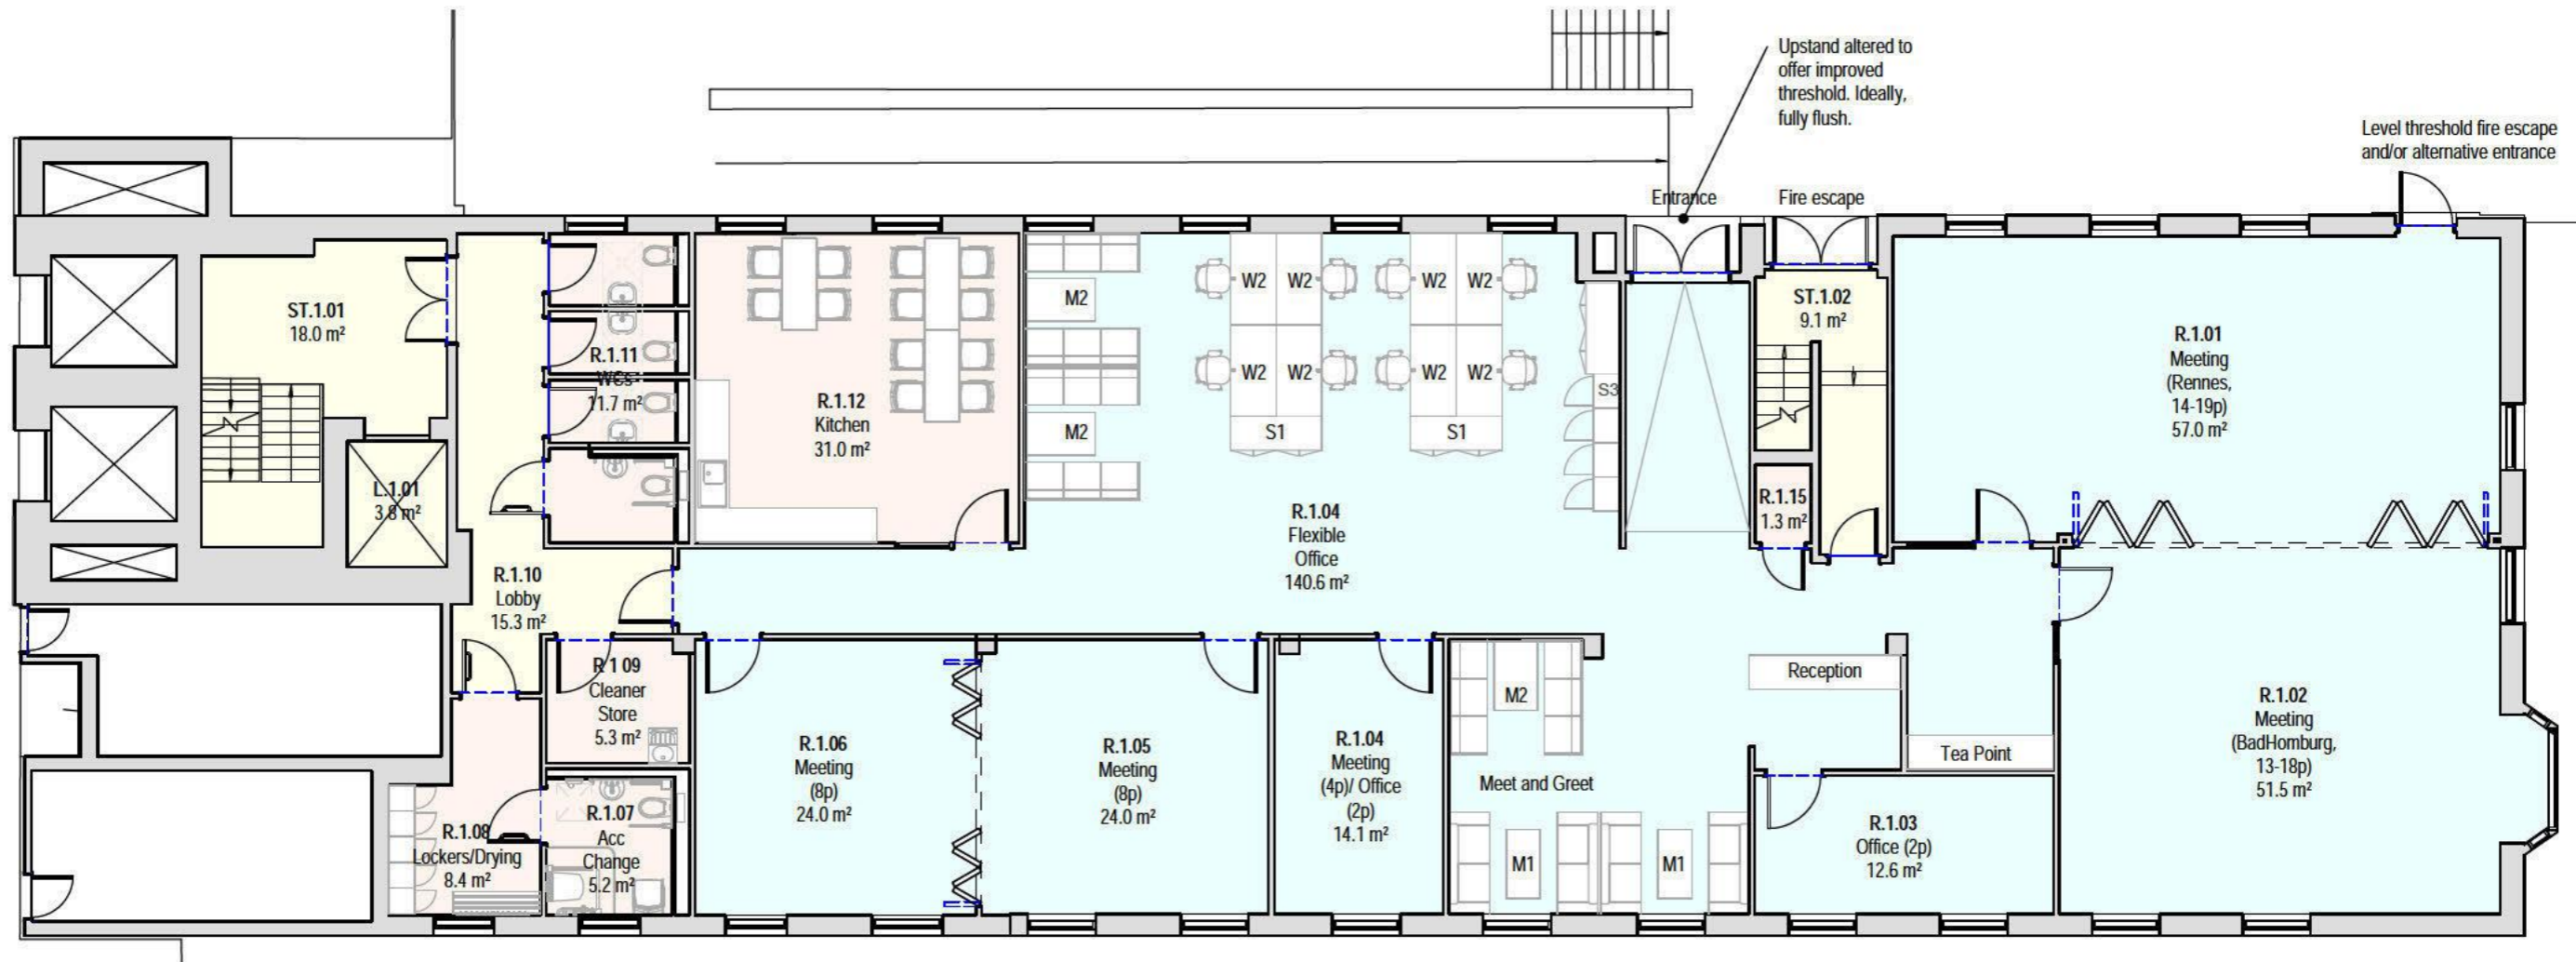 Upstand altered to
offer improved
threshold. Ideally,
fully flush.
Level threshold fire escape
and/or alternative entrance
Entrance
Fire escape
ST.1.01
18.0 m²
L.1.01
3.8 m²
R.1.11
WCs
11.7 m²
R.1.12
Kitchen
31.0 m²
M2
M2
W2
W2
W2
W2
W2
W2
W2
W2
S1
S1
S3
R.1.04
Flexible
Office
140.6 m²
ST.1.02
9.1 m²
R.1.15
1.3 m²
R.1.01
Meeting
(Rennes,
14-19p)
57.0 m²
R.1.10
Lobby
15.3 m²
R 1 09
Cleaner
Store
5.3 m²
R.1.08
Lockers/Drying
8.4 m²
R.1.07
Acc
Change
5.2 m²
R.1.06
Meeting
(8p)
24.0 m²
R.1.05
Meeting
(8p)
24.0 m²
R.1.04
Meeting
(4p)/ Office
(2p)
14.1 m²
M2
Meet and Greet
M1
M1
Reception
Tea Point
R.1.03
Office (2p)
12.6 m²
R.1.02
Meeting
(BadHomburg,
13-18p)
51.5 m²